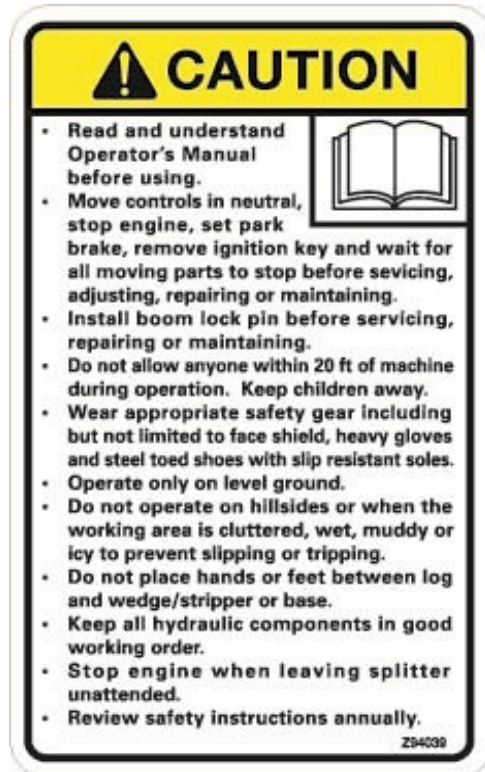 CAUTION
• Read and understand
Operator's Manual
before using.
• Move controls in neutral,
stop engine, set park
brake, remove ignition key and wait for
all moving parts to stop before sevicing,
adjusting, repairing or maintaining.
• Install boom lock pin before servicing,
repairing or maintaining.
• Do not allow anyone within 20 ft of machine
during operation. Keep children away.
• Wear appropriate safety gear including
but not limited to face shield, heavy gloves
and steel toed shoes with slip resistant soles.
• Operate only on level ground.
• Do not operate on hillsides or when the
working area is cluttered, wet, muddy or
icy to prevent slipping or tripping.
• Do not place hands or feet between log
and wedge/stripper or base.
• Keep all hydraulic components in good
working order.
• Stop engine when leaving splitter
unattended.
• Review safety instructions annually.
Z94039